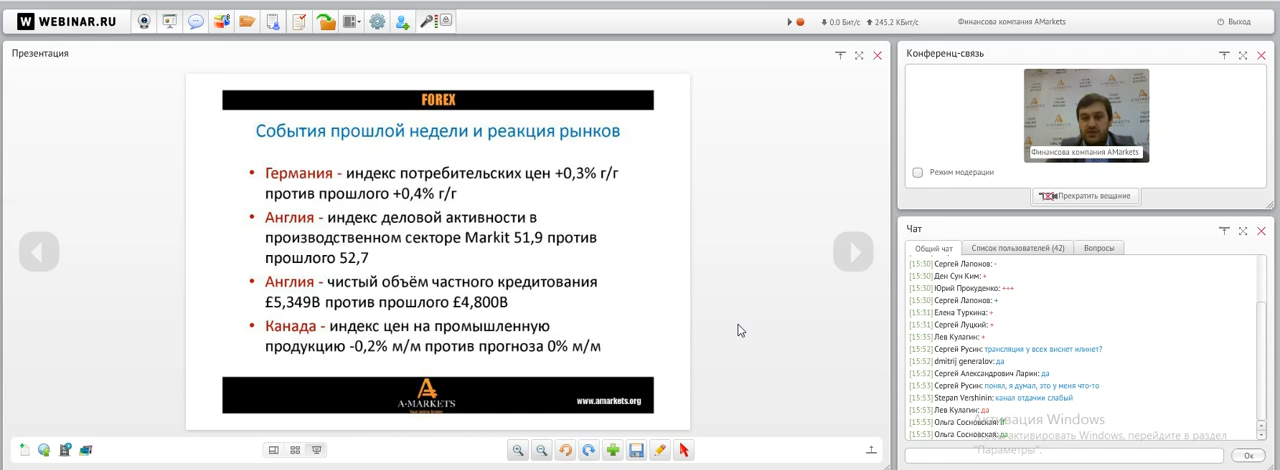 W WEBINAR.RU
0.0 Бит/с
245.2 КБит/с
Финансова компания AMarkets
Выход
Презентация
FOREX
События прошлой недели и реакция рынков
• Германия - индекс потребительских цен +0,3% г/г
против прошлого +0,4% г/г
• Англия - индекс деловой активности в
производственном секторе Markit 51,9 против
прошлого 52,7
• Англия - чистый объём частного кредитования
£5,349B против прошлого £4,800B
• Канада - индекс цен на промышленную
продукцию -0,2% м/м против прогноза 0% м/м
A-MARKETS
www.amarkets.org
Конференц-связь
Финансова компания AMarkets
Режим модерации
Прекратить вещание
Чат
Общий чат
Список пользователей (42)
Вопросы
[15:30] Сергей Лапонов: -
[15:30] Ден Сун Ким: +
[15:30] Юрий Прокуденко: +++
[15:30] Сергей Лапонов: +
[15:31] Елена Туркина: +
[15:31] Сергей Луцкий: +
[15:35] Лев Кулагин: +
[15:52] Сергей Русин: трансляция у всех виснет илинет?
[15:52] dmitrij generalov: да
[15:52] Сергей Александрович Ларин: да
[15:53] Сергей Русин: понял, я думал, это у меня что-то
[15:53] Stepan Vershinin: канал отдачии слабый
[15:53] Лев Кулагин: да
[15:53] Ольга Сосновская:
[15:53] Ольга Сосновская: да
Активация Windows
активировать Windows, перейдите в раздел
"Параметры".
Ок